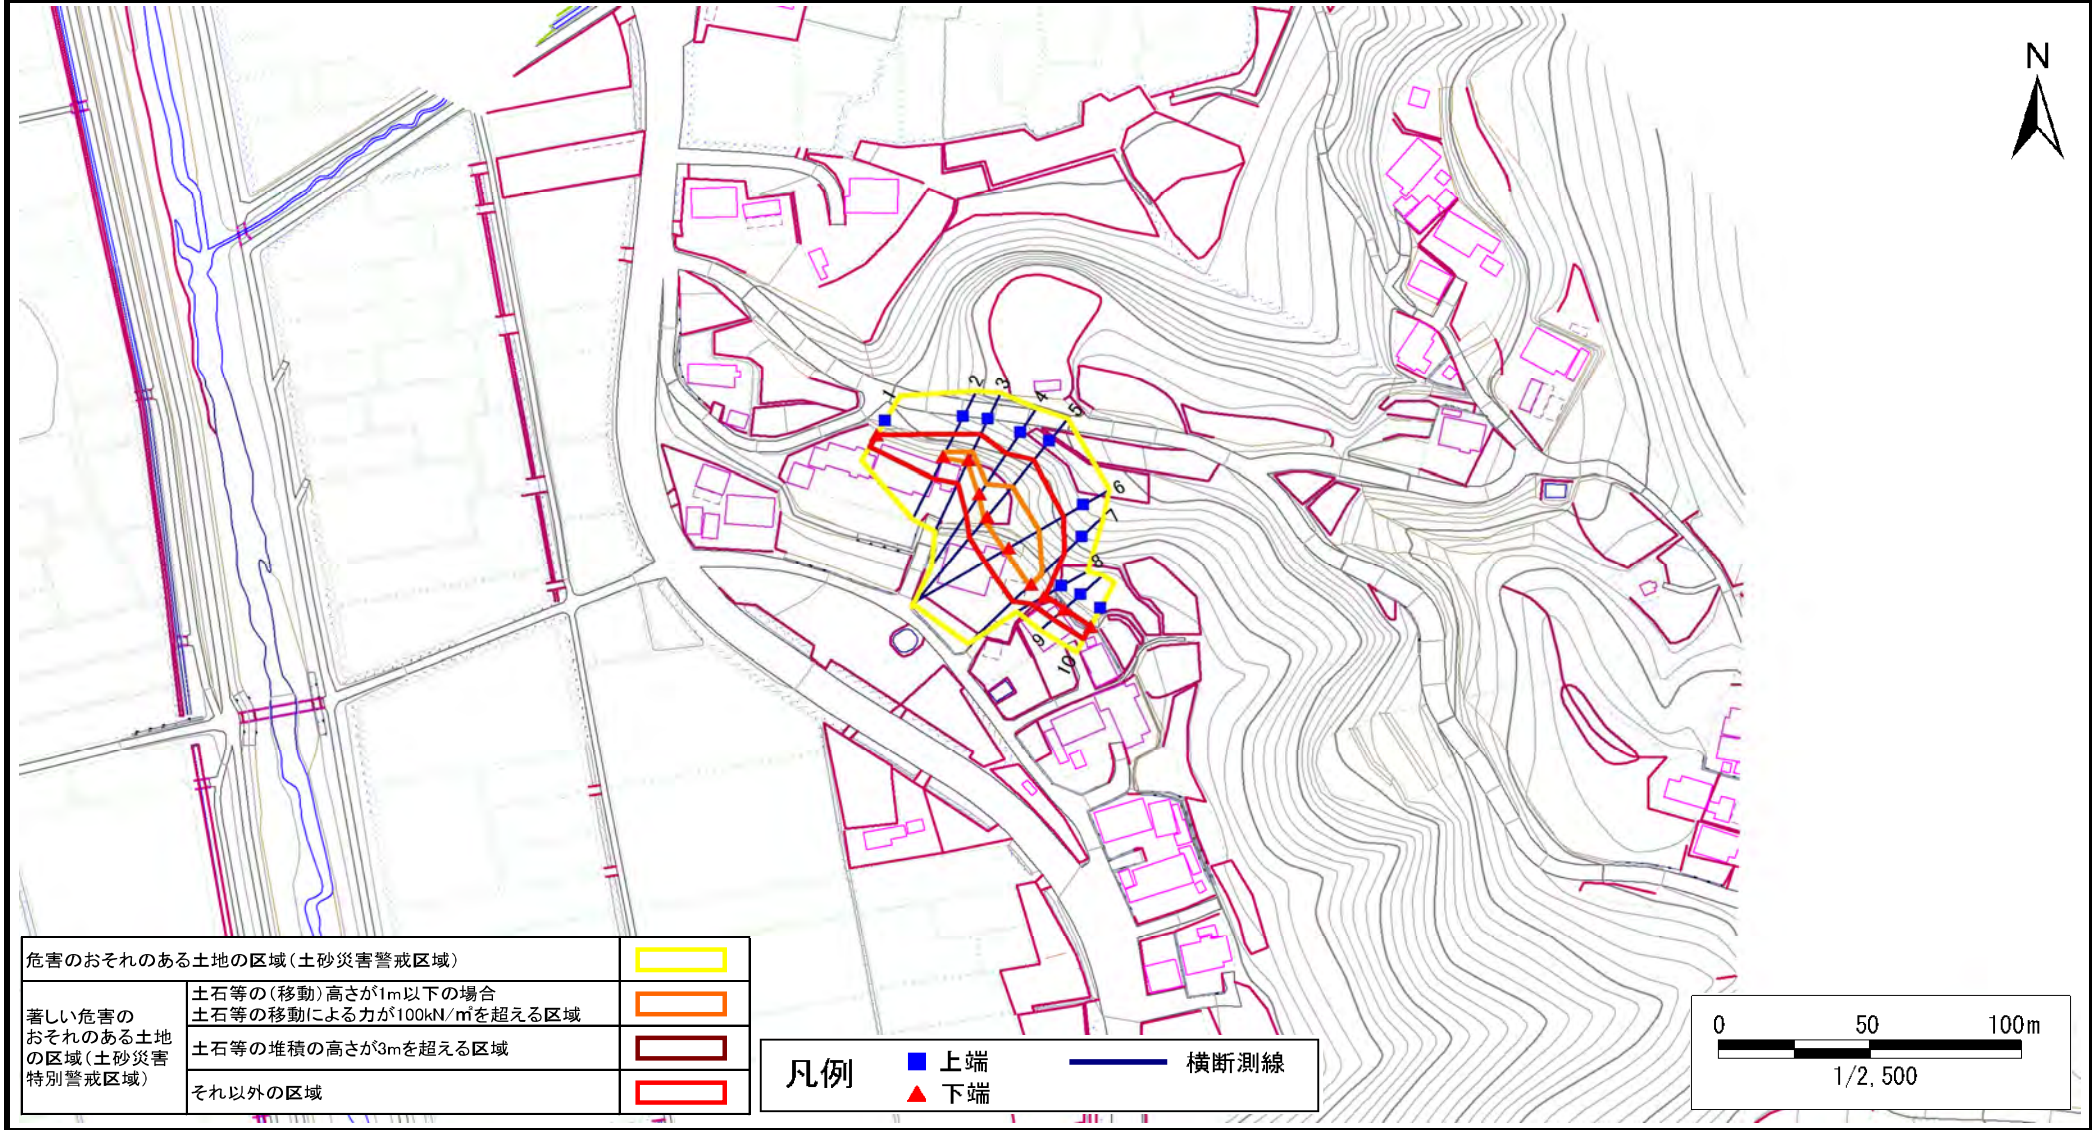 N
1
2
3
4
5
6
7
8
9
10
危害のおそれのある土地の区域(土砂災害警戒区域)
著しい危害の
おそれのある土地
の区域(土砂災害
特別警戒区域)
土石等の(移動)高さが1m以下の場合
土石等の移動による力が100kN/㎡を超える区域
土石等の堆積の高さが3mを超える区域
それ以外の区域
凡例
上端
下端
横断測線
0 50 100m
1/2,500